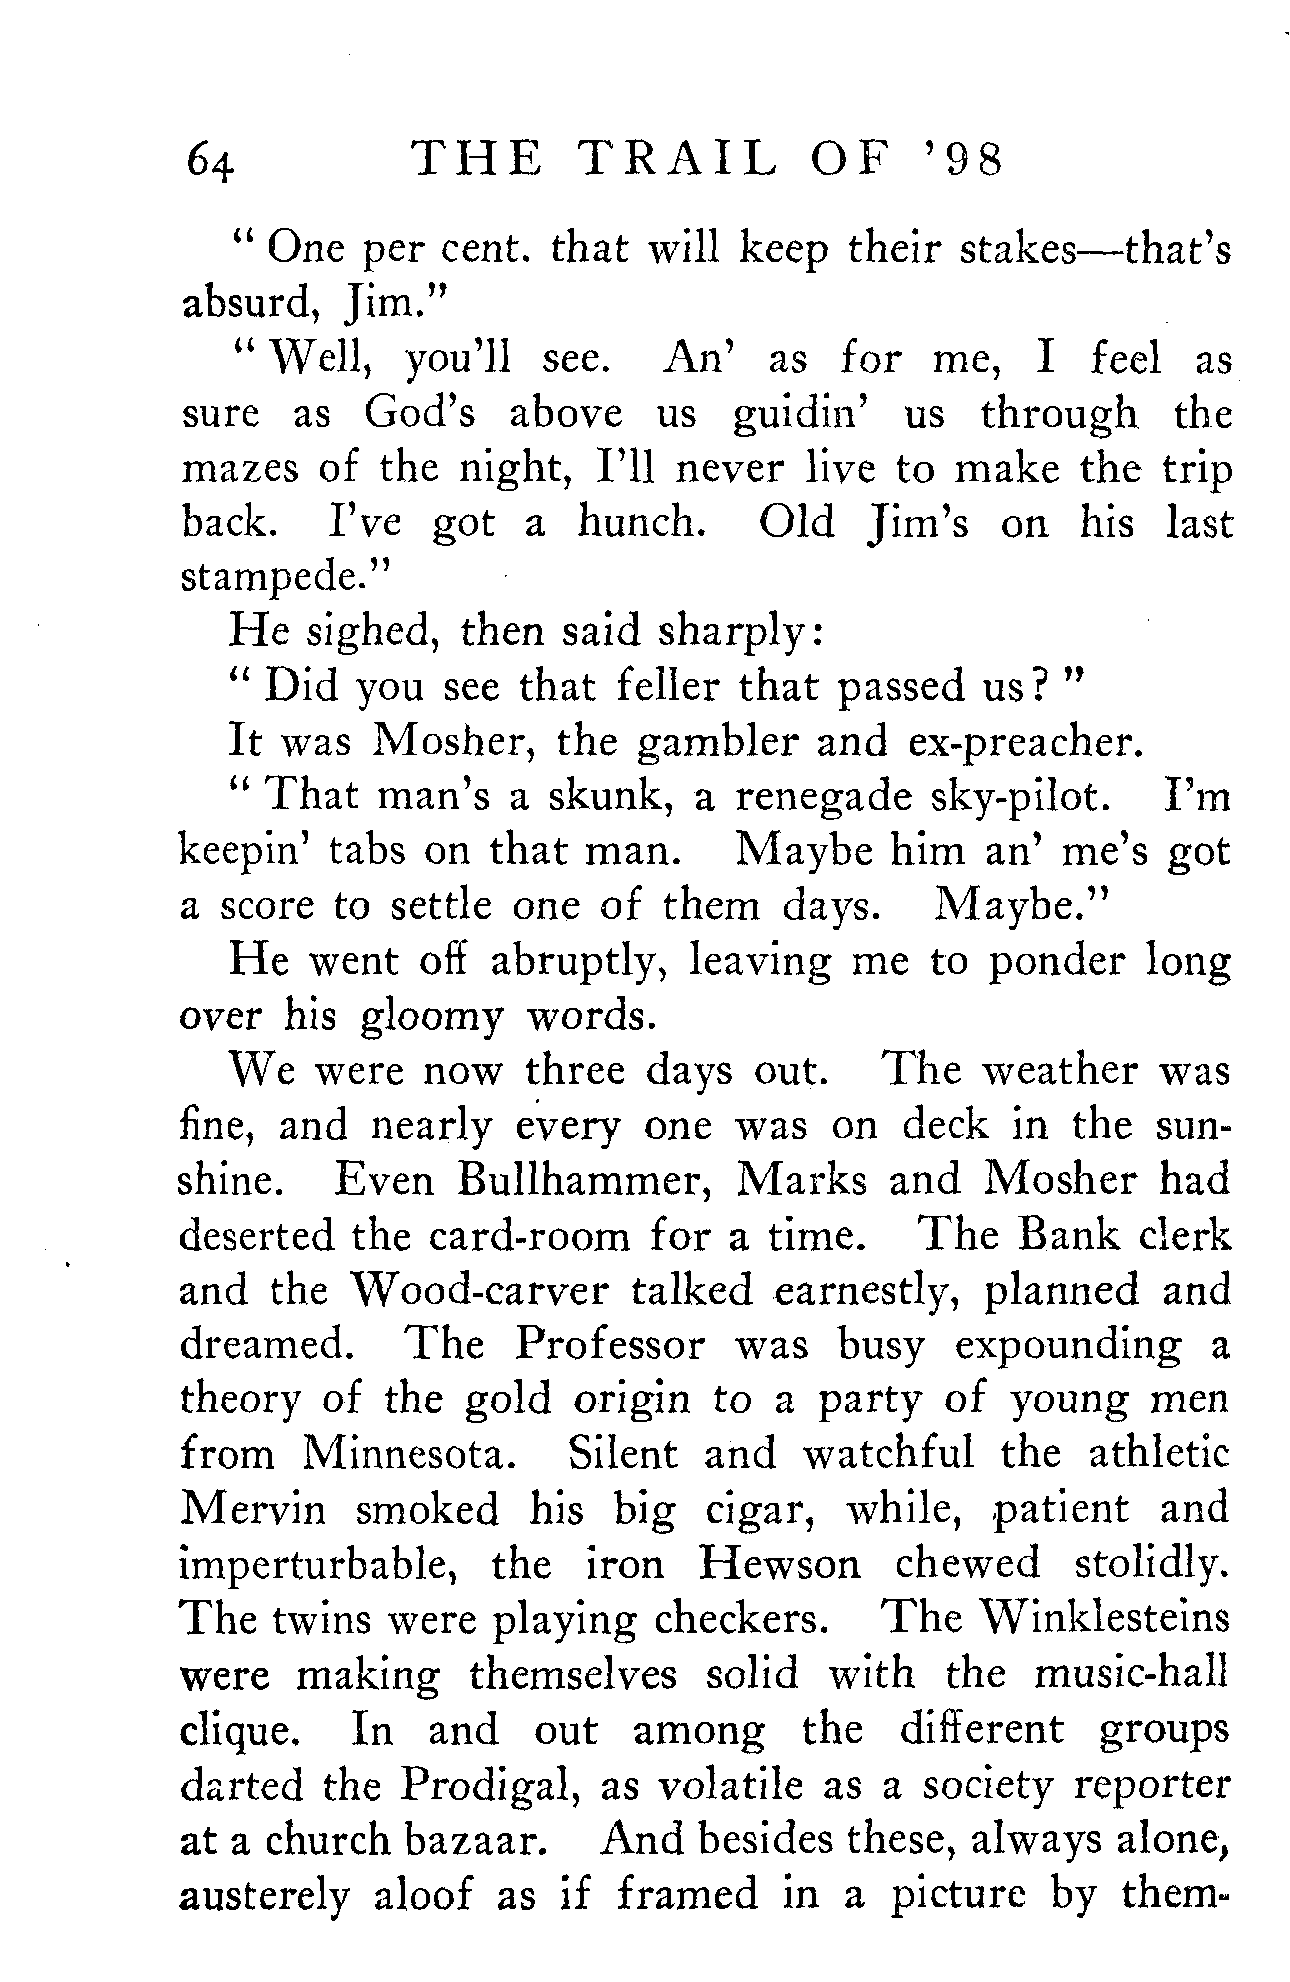 64 THE TRAIL OF '98
" One per cent. that will keep their stakes—that's
absurd, Jim."
" Well, you'll see. An' as for me, I feel as
sure as God's above us guidin' us through the
mazes of the night, I'll never live to make the trip
back. I've got a hunch. Old Jim's on his last
stampede."
He sighed, then said sharply:
" Did you see that feller that passed us? "
It was Mosher, the gambler and ex-preacher.
" That man's a skunk, a renegade sky-pilot. I'm
keepin' tabs on that man. Maybe him an' me's got
a score to settle one of them days. Maybe."
He went off abruptly, leaving me to ponder long
over his gloomy words.
We were now three days out. The weather was
fine, and nearly every one was on deck in the sun-
shine. Even Bullhammer, Marks and Mosher had
deserted the card-room for a time. The Bank clerk
and the Wood-carver talked earnestly, planned and
dreamed. The Professor was busy expounding a
theory of the gold origin to a party of young men
from Minnesota. Silent and watchful the athletic
Mervin smoked his big cigar, while, patient and
imperturbable, the iron Hewson chewed stolidly.
The twins were playing checkers. The Winklesteins
were making themselves solid with the music-hall
clique. In and out among the different groups
darted the Prodigal, as volatile as a society reporter
at a church bazaar. And besides these, always alone,
austerely aloof as if framed in a picture by them-